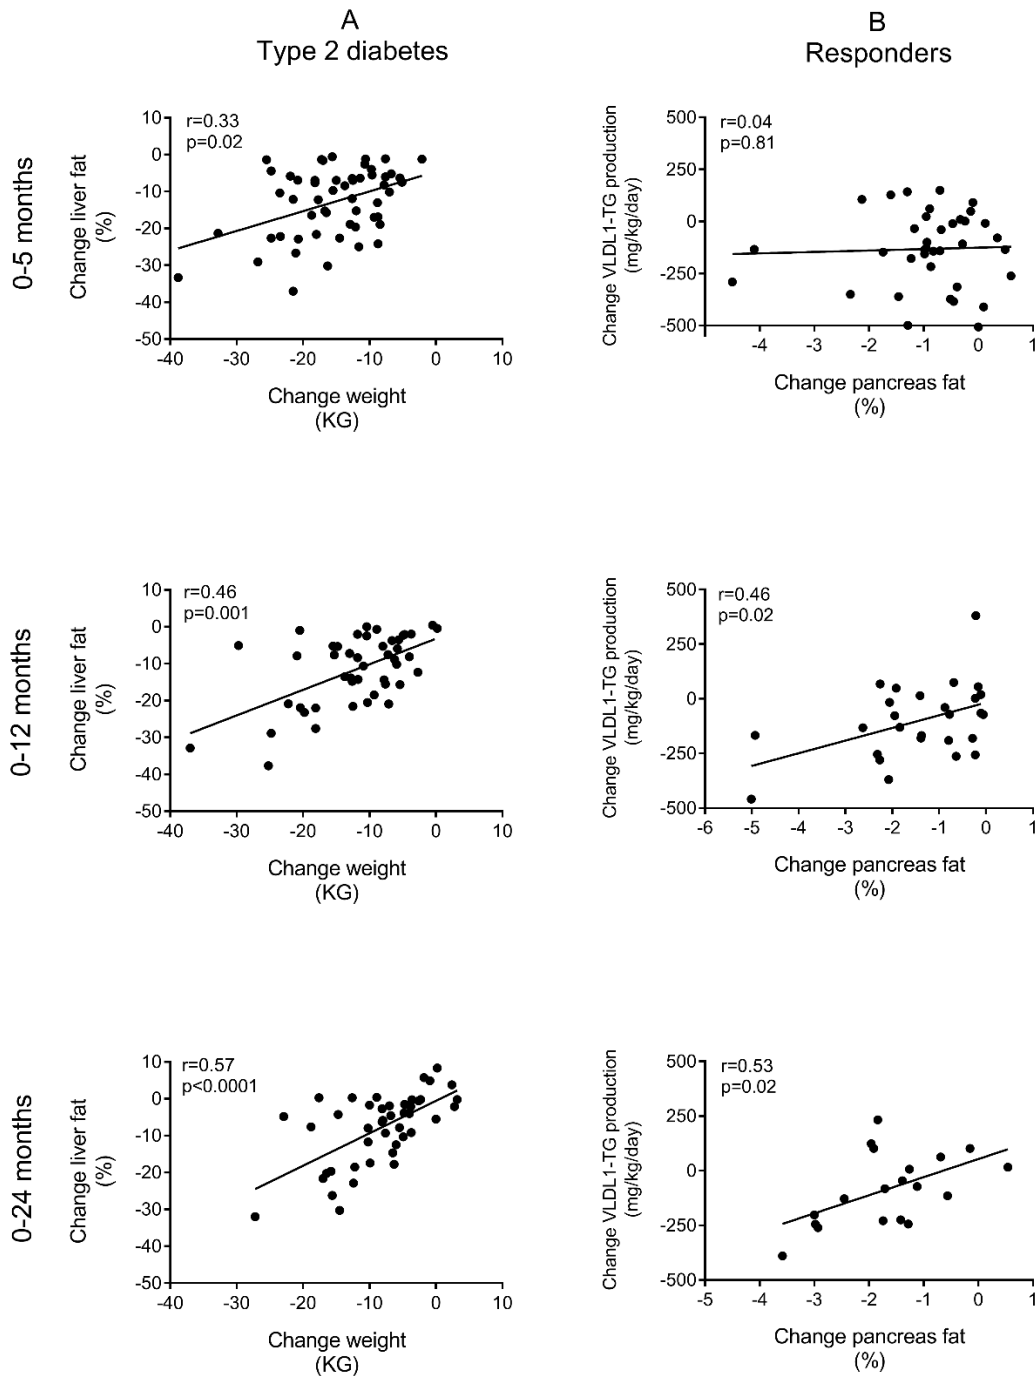 A
Type 2 diabetes
B
Responders
0-5 months
r=0.33
p=0.02
Change liver fat
(%)
10
0
-10
-20
-30
-40
-50
-40
-30
-20
-10
0
10
Change weight
(KG)
r=0.04
p=0.81
Change VLDL1-TG production
(mg/kg/day)
500
250
0
-250
-500
-4
-3
-2
-1
0
1
Change pancreas fat
(%)
0-12 months
r=0.46
p=0.001
Change liver fat
(%)
10
0
-10
-20
-30
-40
-50
-40
-30
-20
-10
0
10
Change weight
(KG)
r=0.46
p=0.02
Change VLDL1-TG production
(mg/kg/day)
500
250
0
-250
-500
-6
-5
-4
-3
-2
-1
0
1
Change pancreas fat
(%)
0-24 months
r=0.57
p<0.0001
Change liver fat
(%)
10
0
-10
-20
-30
-40
-50
-40
-30
-20
-10
0
10
Change weight
(KG)
r=0.53
p=0.02
Change VLDL1-TG production
(mg/kg/day)
500
250
0
-250
-500
-5
-4
-3
-2
-1
0
1
Change pancreas fat
(%)